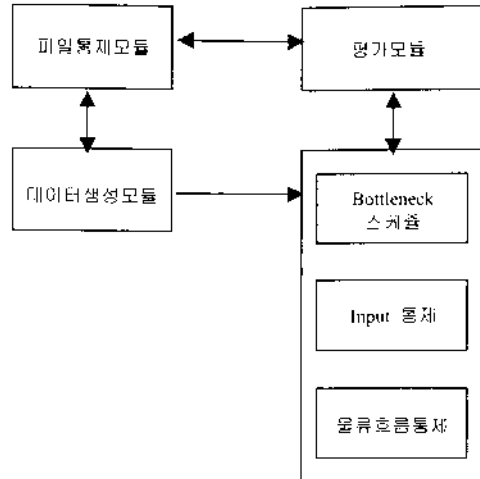 파일통제모듈
평가모듈
데이터생성모듈
Bottleneck
스케쥴
Input 통제
물류흐름통제